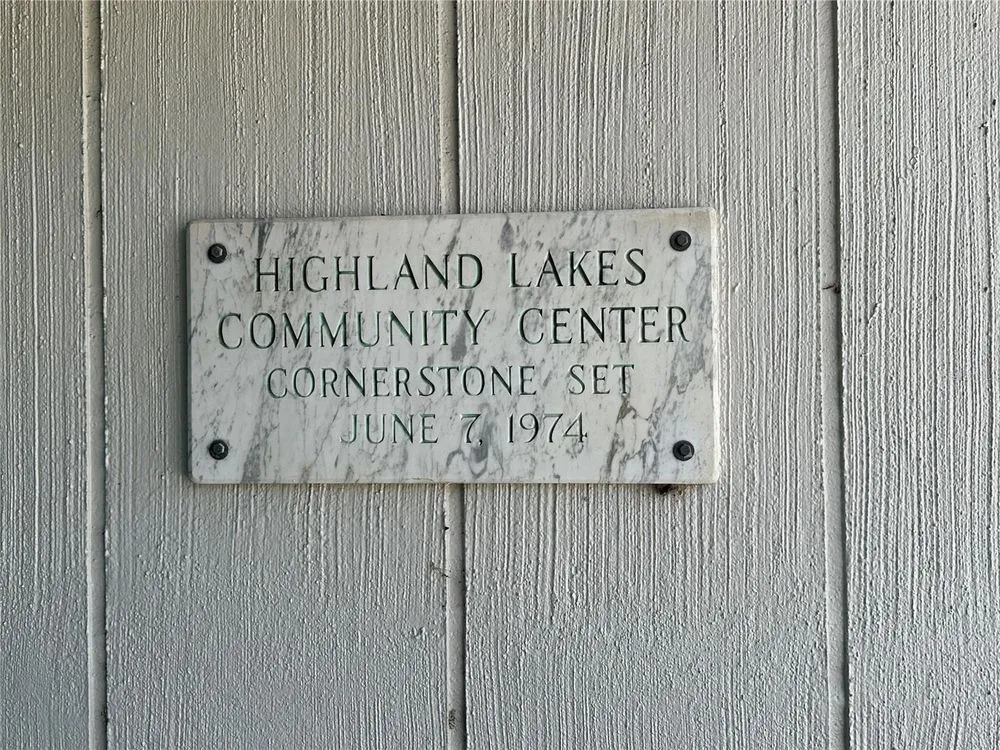 HIGHLAND LAKES
COMMUNITY CENTER
CORNERSTONE SET
JUNE 7, 1974